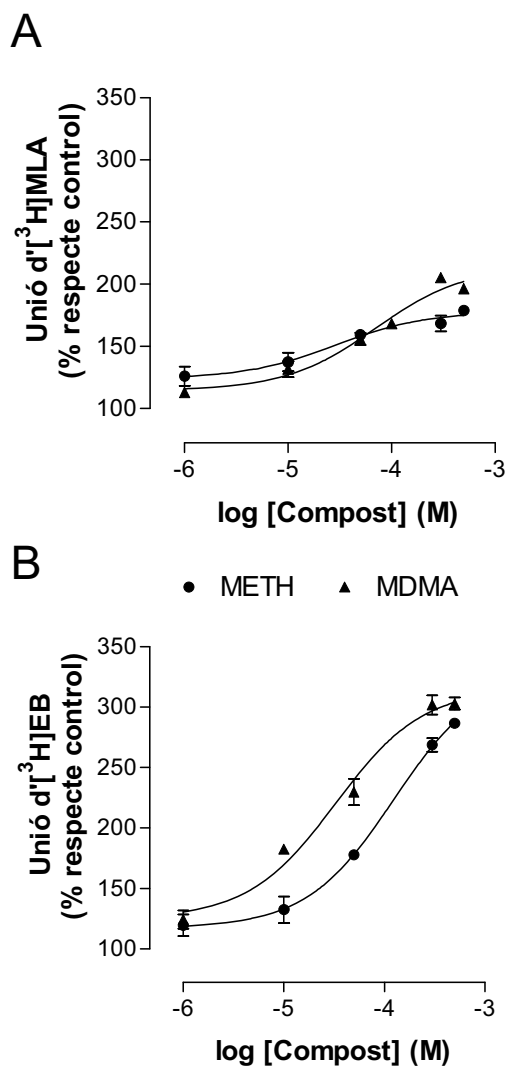 A
350
300
250
200
150
100
Unió d'[³H]MLA
(% respecte control)
-6
-5
-4
-3
log [Compost] (M)
B
METH
MDMA
350
300
250
200
150
100
Unió d'[³H]EB
(% respecte control)
-6
-5
-4
-3
log [Compost] (M)